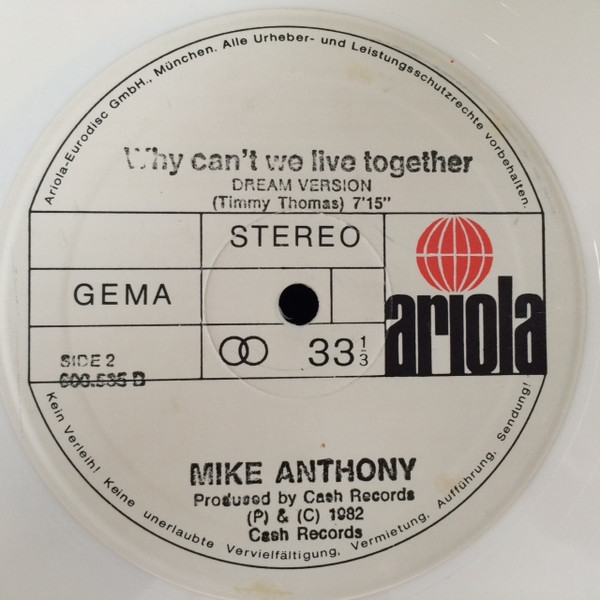 Ariola-Eurodisc GmbH., München. Alle Urheber- und Leistungsschutzrechte vorbehalten.
Why can't we live together
DREAM VERSION
(Timmy Thomas) 7'15"
STEREO
GEMA
ariola
33 1/3
SIDE 2
600.585 B
MIKE ANTHONY
Prodused by Cash Records
(P) & (C) 1982
Cash Records
Kein Verleih! Keine unerlaubte Vervielfältigung, Vermietung, Aufführung, Sendung!